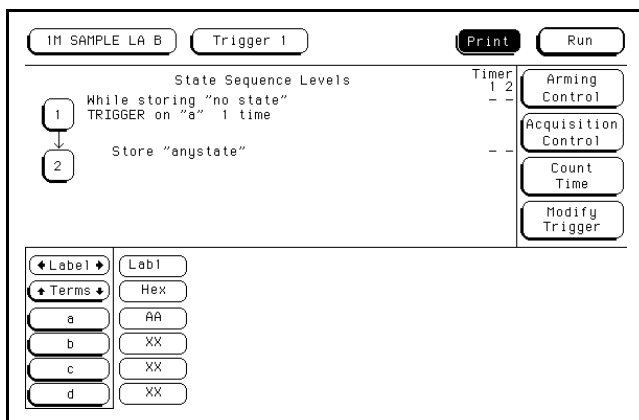 1M SAMPLE LA B Trigger 1 Print Run
State Sequence Levels Timer
1 2
1 While storing "no state" - -
TRIGGER on "a" 1 time
2 Store "anystate" - -
Arming
Control
Acquisition
Control
Count
Time
Modify
Trigger
Label Lab1
Terms Hex
a AA
b XX
c XX
d XX